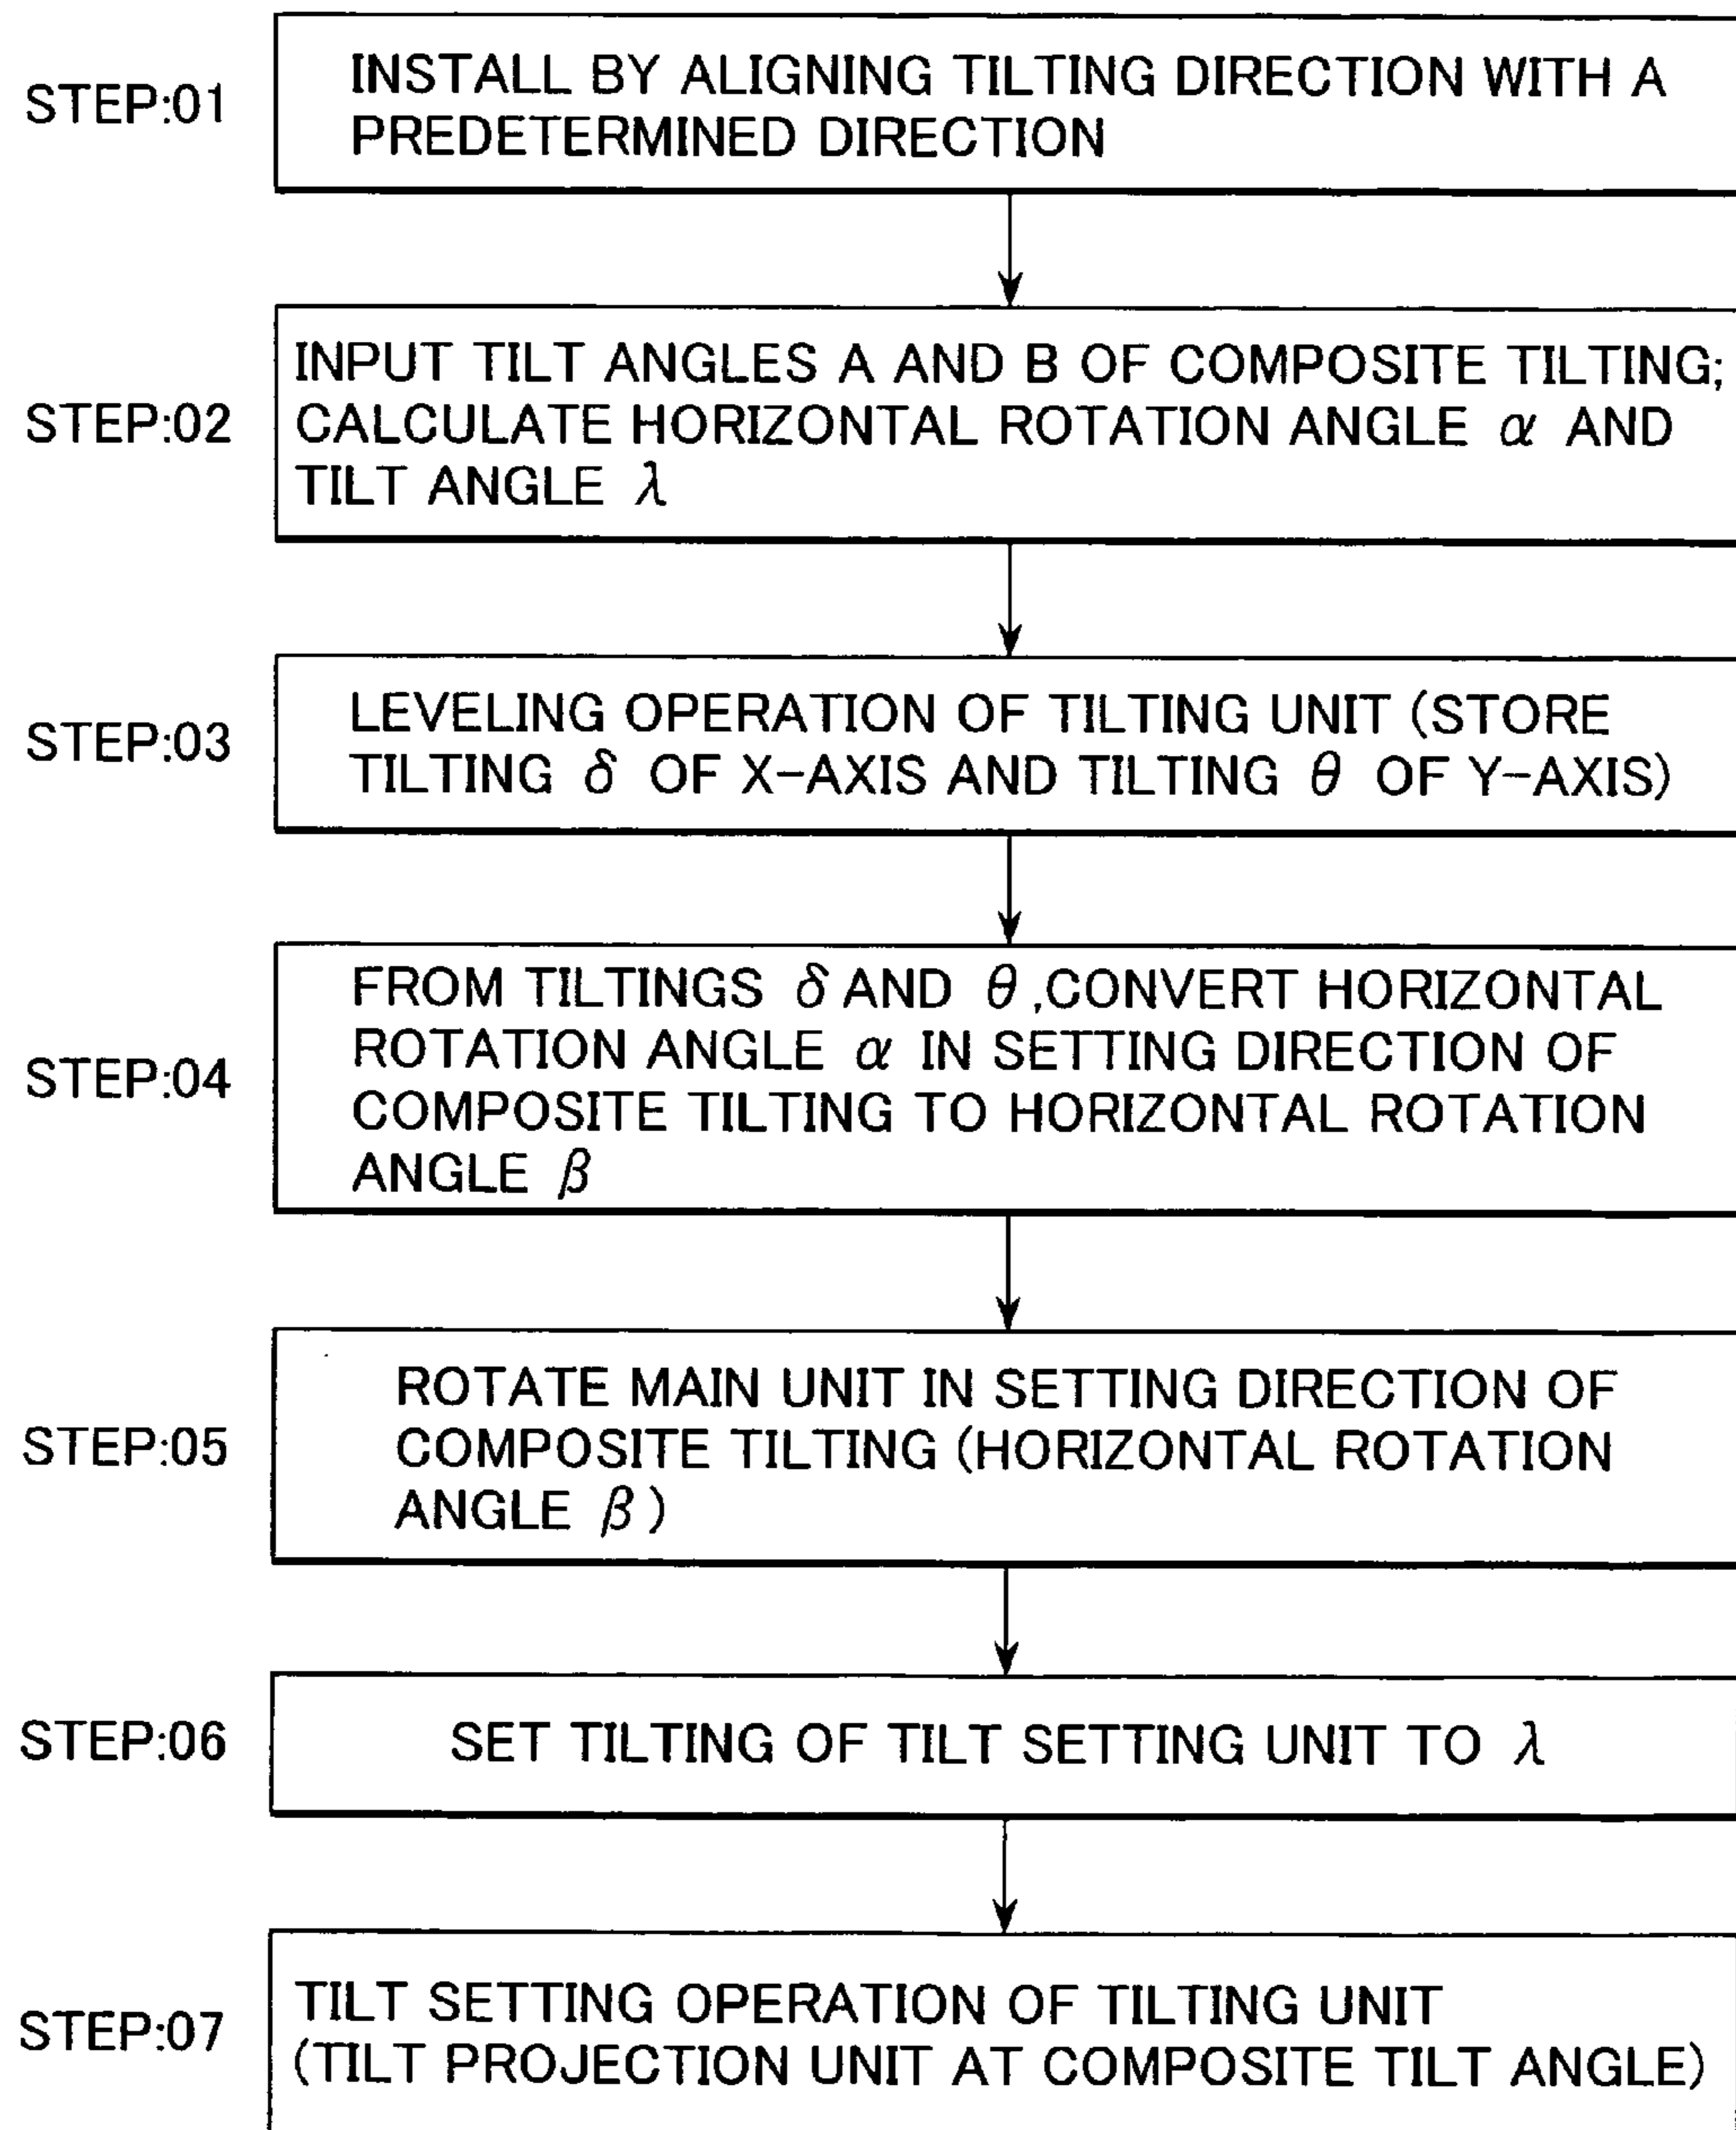 STEP:01
INSTALL BY ALIGNING TILTING DIRECTION WITH A
PREDETERMINED DIRECTION
STEP:02
INPUT TILT ANGLES A AND B OF COMPOSITE TILTING;
CALCULATE HORIZONTAL ROTATION ANGLE α AND
TILT ANGLE λ
STEP:03
LEVELING OPERATION OF TILTING UNIT (STORE
TILTING δ OF X-AXIS AND TILTING θ OF Y-AXIS)
STEP:04
FROM TILTINGS δ AND θ ,CONVERT HORIZONTAL
ROTATION ANGLE α IN SETTING DIRECTION OF
COMPOSITE TILTING TO HORIZONTAL ROTATION
ANGLE β
STEP:05
ROTATE MAIN UNIT IN SETTING DIRECTION OF
COMPOSITE TILTING (HORIZONTAL ROTATION
ANGLE β )
STEP:06
SET TILTING OF TILT SETTING UNIT TO λ
STEP:07
TILT SETTING OPERATION OF TILTING UNIT
(TILT PROJECTION UNIT AT COMPOSITE TILT ANGLE)